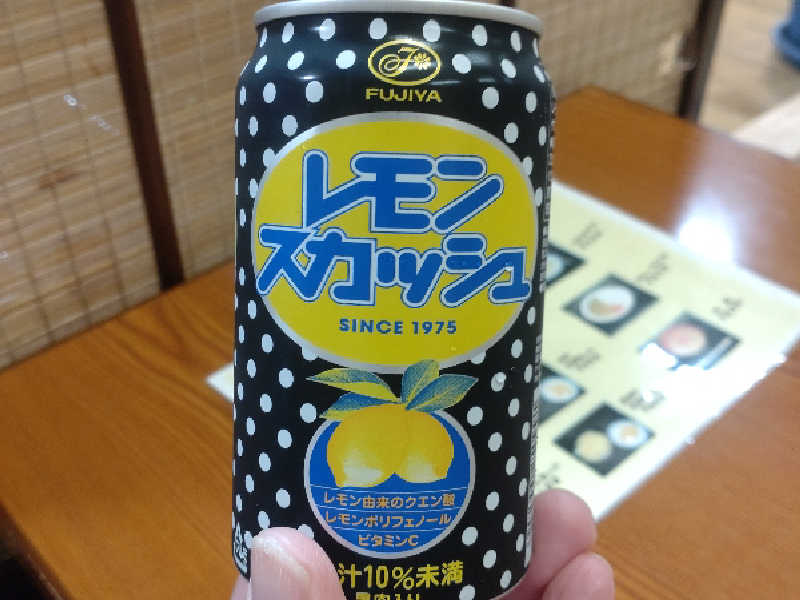 FUJIYA
レモン
スカッシュ
SINCE 1975
レモン由来のクエン酸
レモンポリフェノール
ビタミンC
汁10%未満